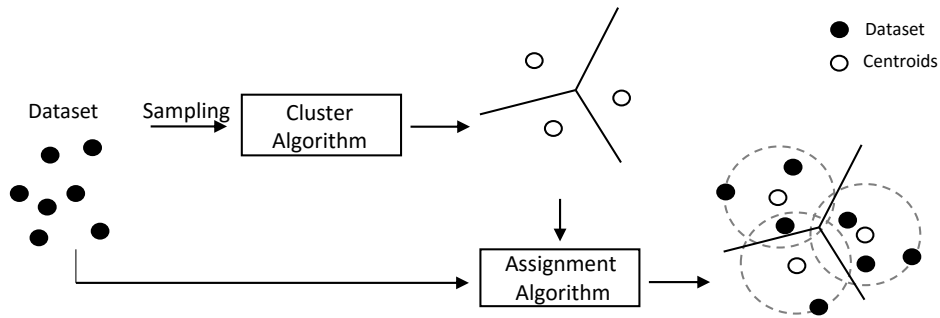 Dataset
Centroids
Dataset
Sampling
Cluster
Algorithm
Assignment
Algorithm